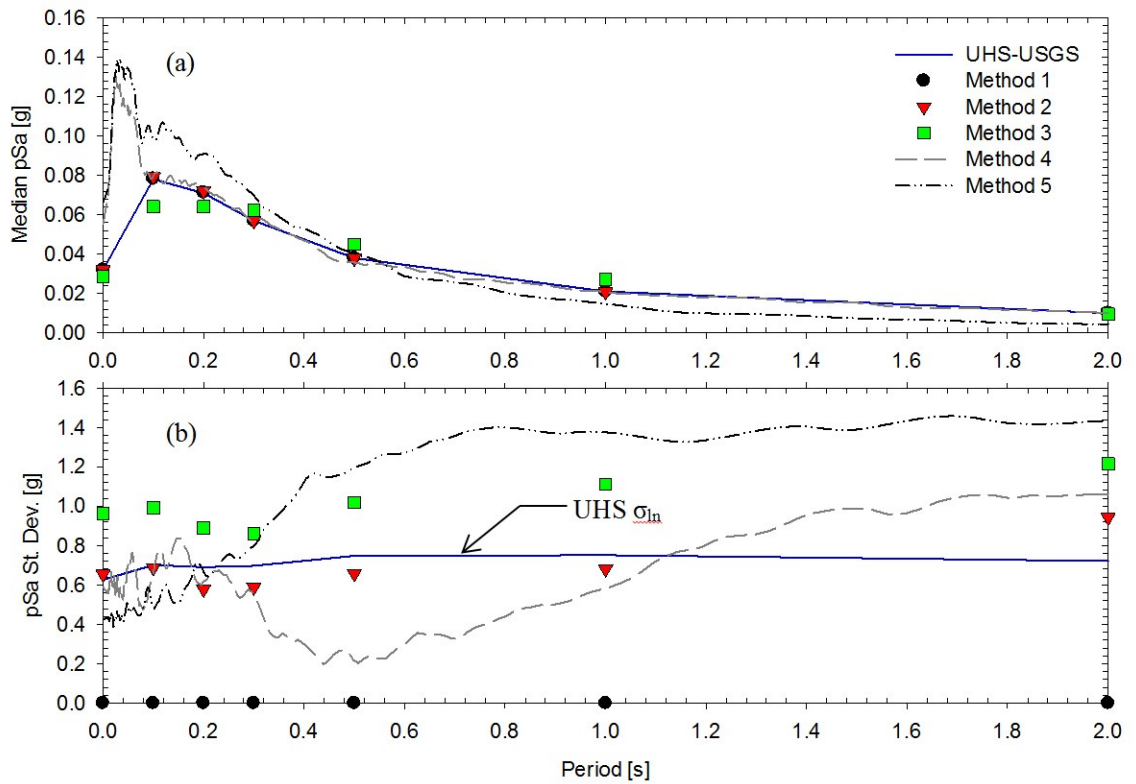 0.16
0.14
0.12
0.10
0.08
0.06
0.04
0.02
0.00
Median pSa [g]
(a)
UHS-USGS
Method 1
Method 2
Method 3
Method 4
Method 5
0.0 0.2 0.4 0.6 0.8 1.0 1.2 1.4 1.6 1.8 2.0
1.6
1.4
1.2
1.0
0.8
0.6
0.4
0.2
0.0
pSa St. Dev. [g]
(b)
UHS σln
0.0 0.2 0.4 0.6 0.8 1.0 1.2 1.4 1.6 1.8 2.0
Period [s]